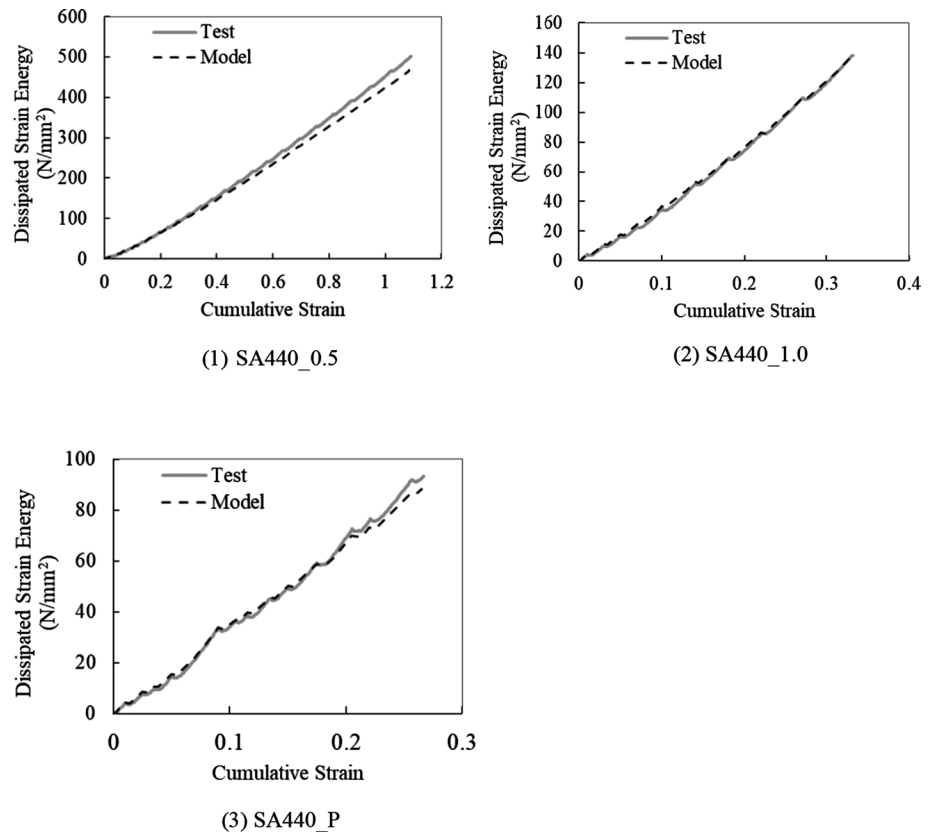 600
500
400
300
200
100
0
0
0.2
0.4
0.6
0.8
1
1.2
Dissipated Strain Energy
(N/mm²)
Cumulative Strain
Test
Model
(1) SA440_0.5
160
140
120
100
80
60
40
20
0
0
0.1
0.2
0.3
0.4
Dissipated Strain Energy
(N/mm²)
Cumulative Strain
Test
Model
(2) SA440_1.0
100
80
60
40
20
0
0
0.1
0.2
0.3
Dissipated Strain Energy
(N/mm²)
Cumulative Strain
Test
Model
(3) SA440_P